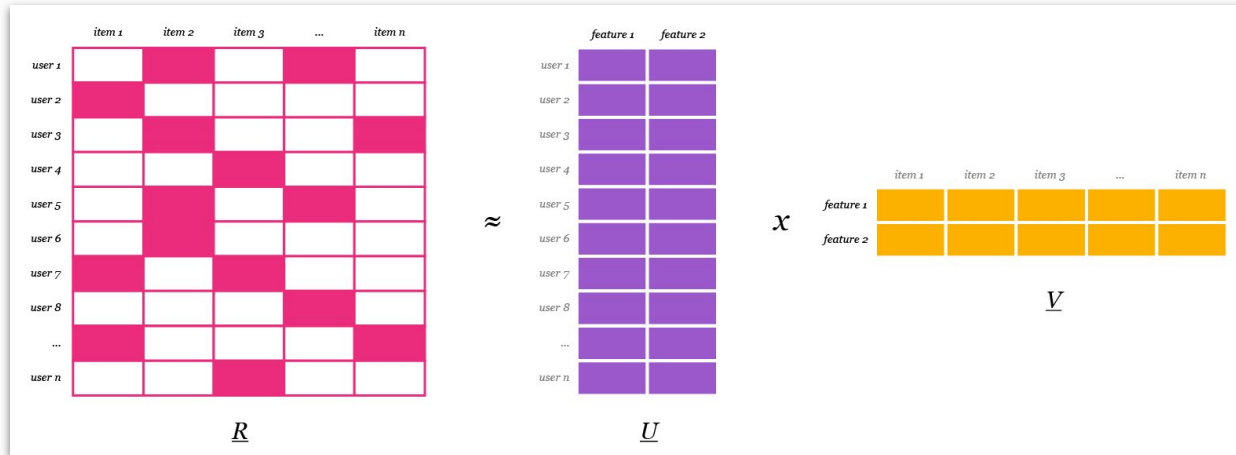 item 1 item 2 item 3 ... item n
user 1
user 2
user 3
user 4
user 5
user 6
user 7
user 8
...
user n
R
≈
feature 1 feature 2
user 1
user 2
user 3
user 4
user 5
user 6
user 7
user 8
...
user n
U
x
item 1 item 2 item 3 ... item n
feature 1
feature 2
V